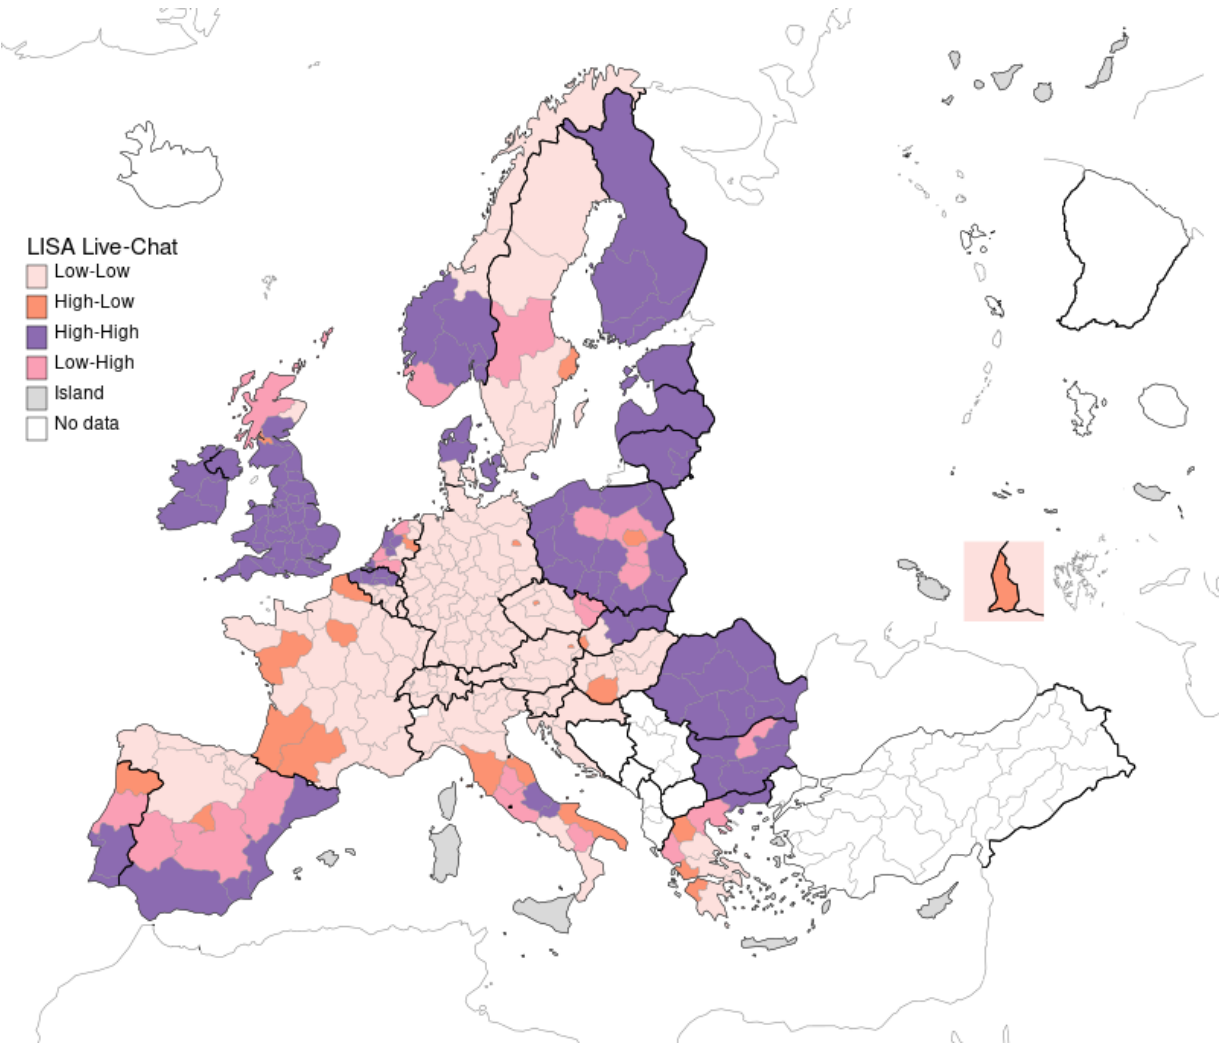 LISA Live-Chat
Low-Low
High-Low
High-High
Low-High
Island
No data